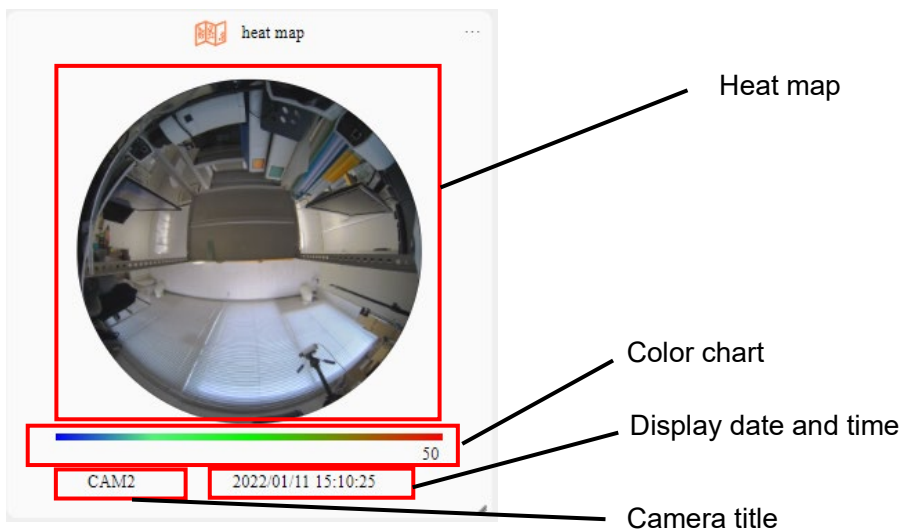 heat map
...
Heat map
Color chart
50
Display date and time
CAM2
2022/01/11 15:10:25
Camera title